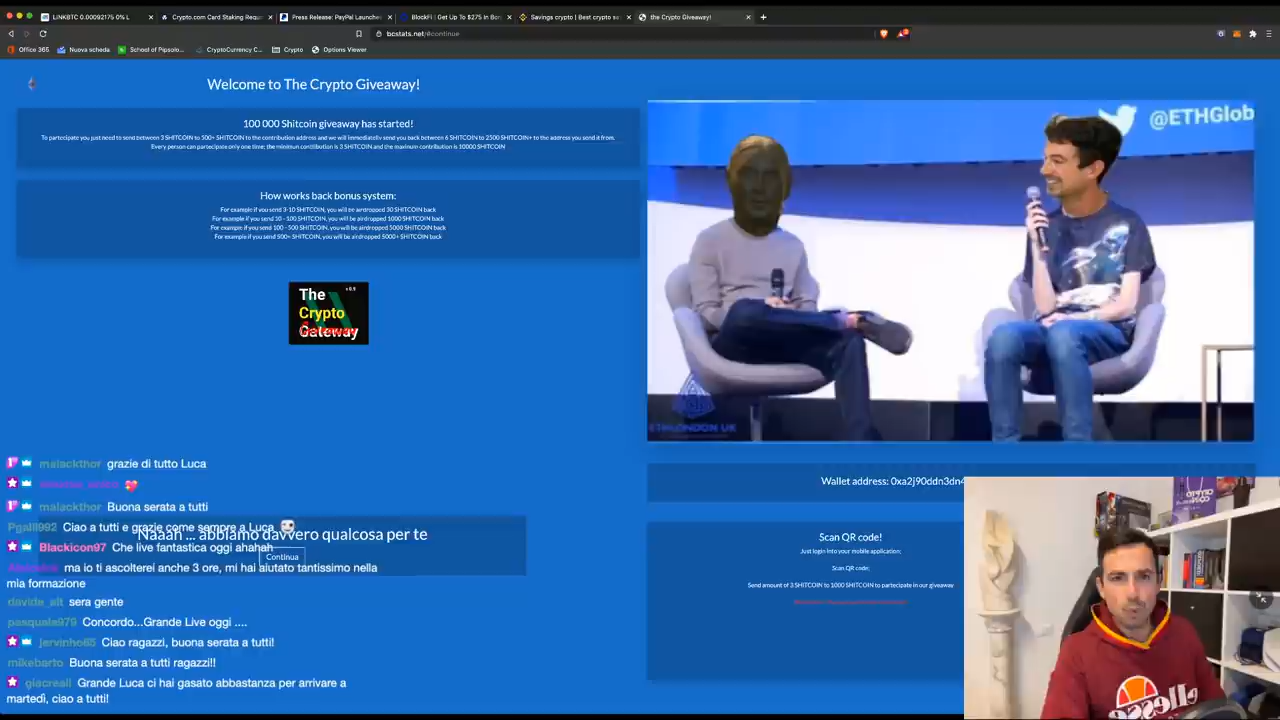 LINKBTC 0.00092175 0% L
Crypto.com Card Staking Requ
Press Release: PayPal Launches
BlockFi | Get Up To $275 in Bon
Savings crypto | Best crypto sa
the Crypto Giveaway!
bcstats.net/#continue
Office 365
Nuova scheda
School of Pipsolo...
CryptoCurrency C...
Crypto
Options Viewer
Welcome to The Crypto Giveaway!
100 000 Shitcoin giveaway has started!
To partecipate you just need to send between 3 SHITCOIN to 500+ SHITCOIN to the contribution address and we will immediately send you back between 6 SHITCOIN to 2500 SHITCOIN+ to the address you send it from.
Every person can partecipate only one time; the minimun contribution is 3 SHITCOIN and the maximum contribution is 10000 SHITCOIN
How works back bonus system:
For example if you send 3-10 SHITCOIN, you will be airdropped 30 SHITCOIN back
For example if you send 10 - 100 SHITCOIN, you will be airdropped 1000 SHITCOIN back
For example if you send 100 - 500 SHITCOIN, you will be airdropped 5000 SHITCOIN back
For example if you send 500+ SHITCOIN, you will be airdropped 5000+ SHITCOIN back
The
v 0.9
Crypto
Gateway
@ETHGlob
ETHLONDON UK
malackthor grazie di tutto Luca
malackthor Buona serata a tutti
Pgalli992 Ciao a tutti e grazie come sempre a Luca
Naaah ... abbiamo davvero qualcosa per te
Blackicon97 Che live fantastica oggi ahahah
Continua
ma io ti ascolterei anche 3 ore, mi hai aiutato tantissimo nella
mia formazione
davide_alt sera gente
pasquale979 Concordo...Grande Live oggi ....
jervinho65 Ciao ragazzi, buona serata a tutti!
mikebarto Buona serata a tutti ragazzi!!
giacreall Grande Luca ci hai gasato abbastanza per arrivare a
martedì, ciao a tutti!
Wallet address: 0xa2j90ddn3dn4
Scan QR code!
Just login into your mobile application;
Scan QR code;
Send amount of 3 SHITCOIN to 1000 SHITCOIN to partecipate in our giveaway
ellesse